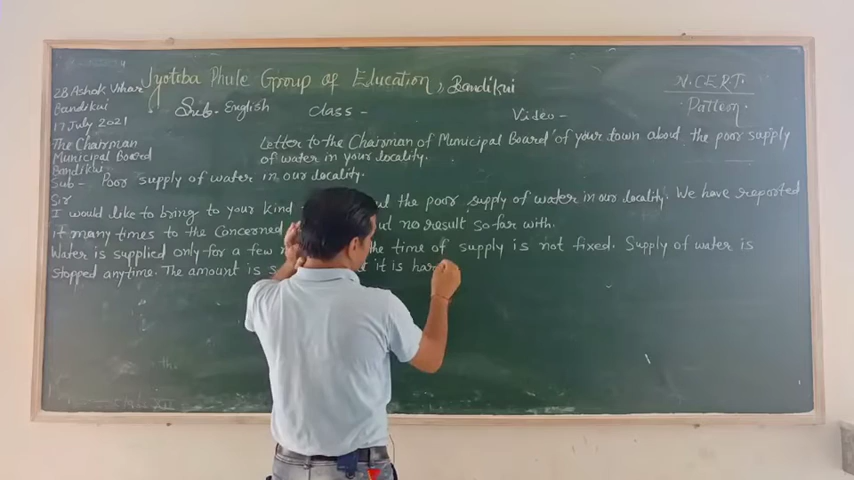 Jyotoba Phule Group of Education, Bandikui
N.C.E.R.T.
Patleon
Sub- English Class - Video -
28 Ashok Vihar
Bandikui
17 July 2021
The Chairman
Municipal Board
Bandikui
Letter to the Chairman of Municipal Board of your town about the poor supply
of water in your locality.
Sub- Poor supply of water in our locality.
Sir
I would like to bring to your kind the poor supply of water in our locality. We have reported
it many times to the concerned no result so far with.
Water is supplied only for a few the time of supply is not fixed. Supply of water is
stopped anytime. The amount is it is har